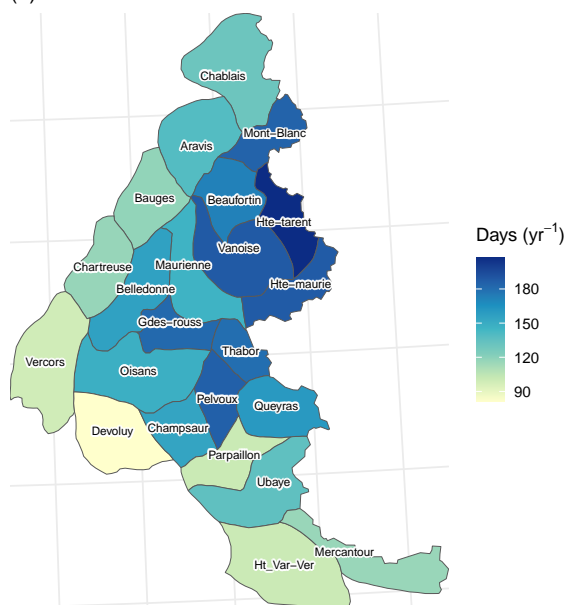 Chablais
Mont−Blanc
Aravis
Bauges
Beaufortin
Hte−tarent
Days (yr⁻¹)
Vanoise
Chartreuse
Maurienne
Hte−maurie
Belledonne
180
Gdes−rouss
150
Thabor
120
Vercors
Oisans
90
Pelvoux
Queyras
Devoluy
Champsaur
Parpaillon
Ubaye
Mercantour
Ht_Var−Ver